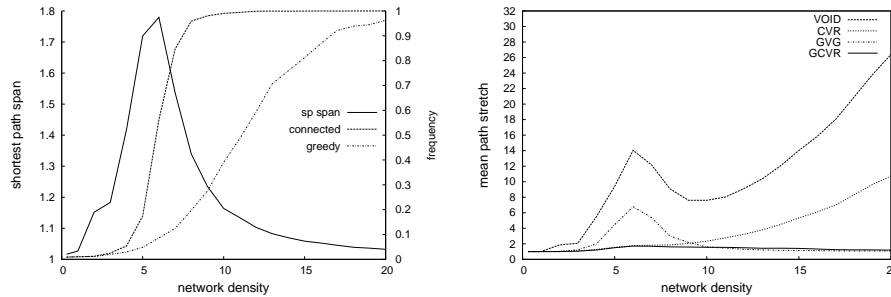 1.8
1.7
1.6
1.5
1.4
1.3
1.2
1.1
1
shortest path span
0 5 10 15 20
network density
1
0.9
0.8
0.7
0.6
0.5
0.4
0.3
0.2
0.1
0
frequency
sp span
connected
greedy
32
30
28
26
24
22
20
18
16
14
12
10
8
6
4
2
0
mean path stretch
0 5 10 15 20
network density
VOID
CVR
GVG
GCVR